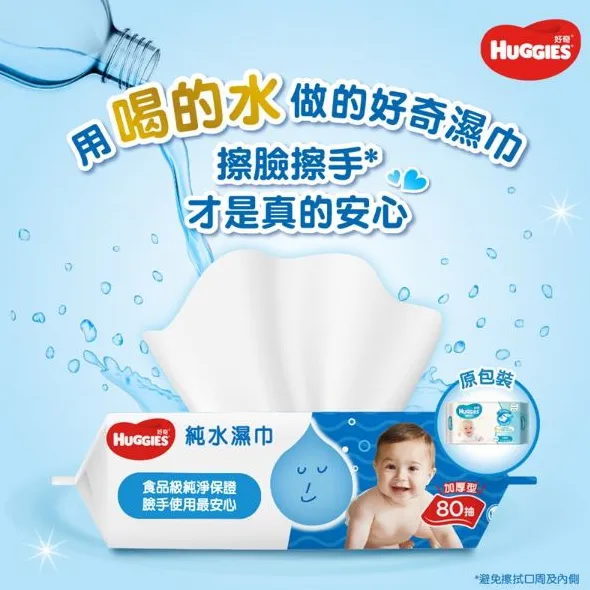 好奇
HUGGIES
用喝的水做的好奇濕巾
擦臉擦手*
才是真的安心
原包裝
Huggies
好奇
HUGGIES
純水濕巾
食品級純淨保證
臉手使用最安心
加厚型
80抽
*避免擦拭口周及內側